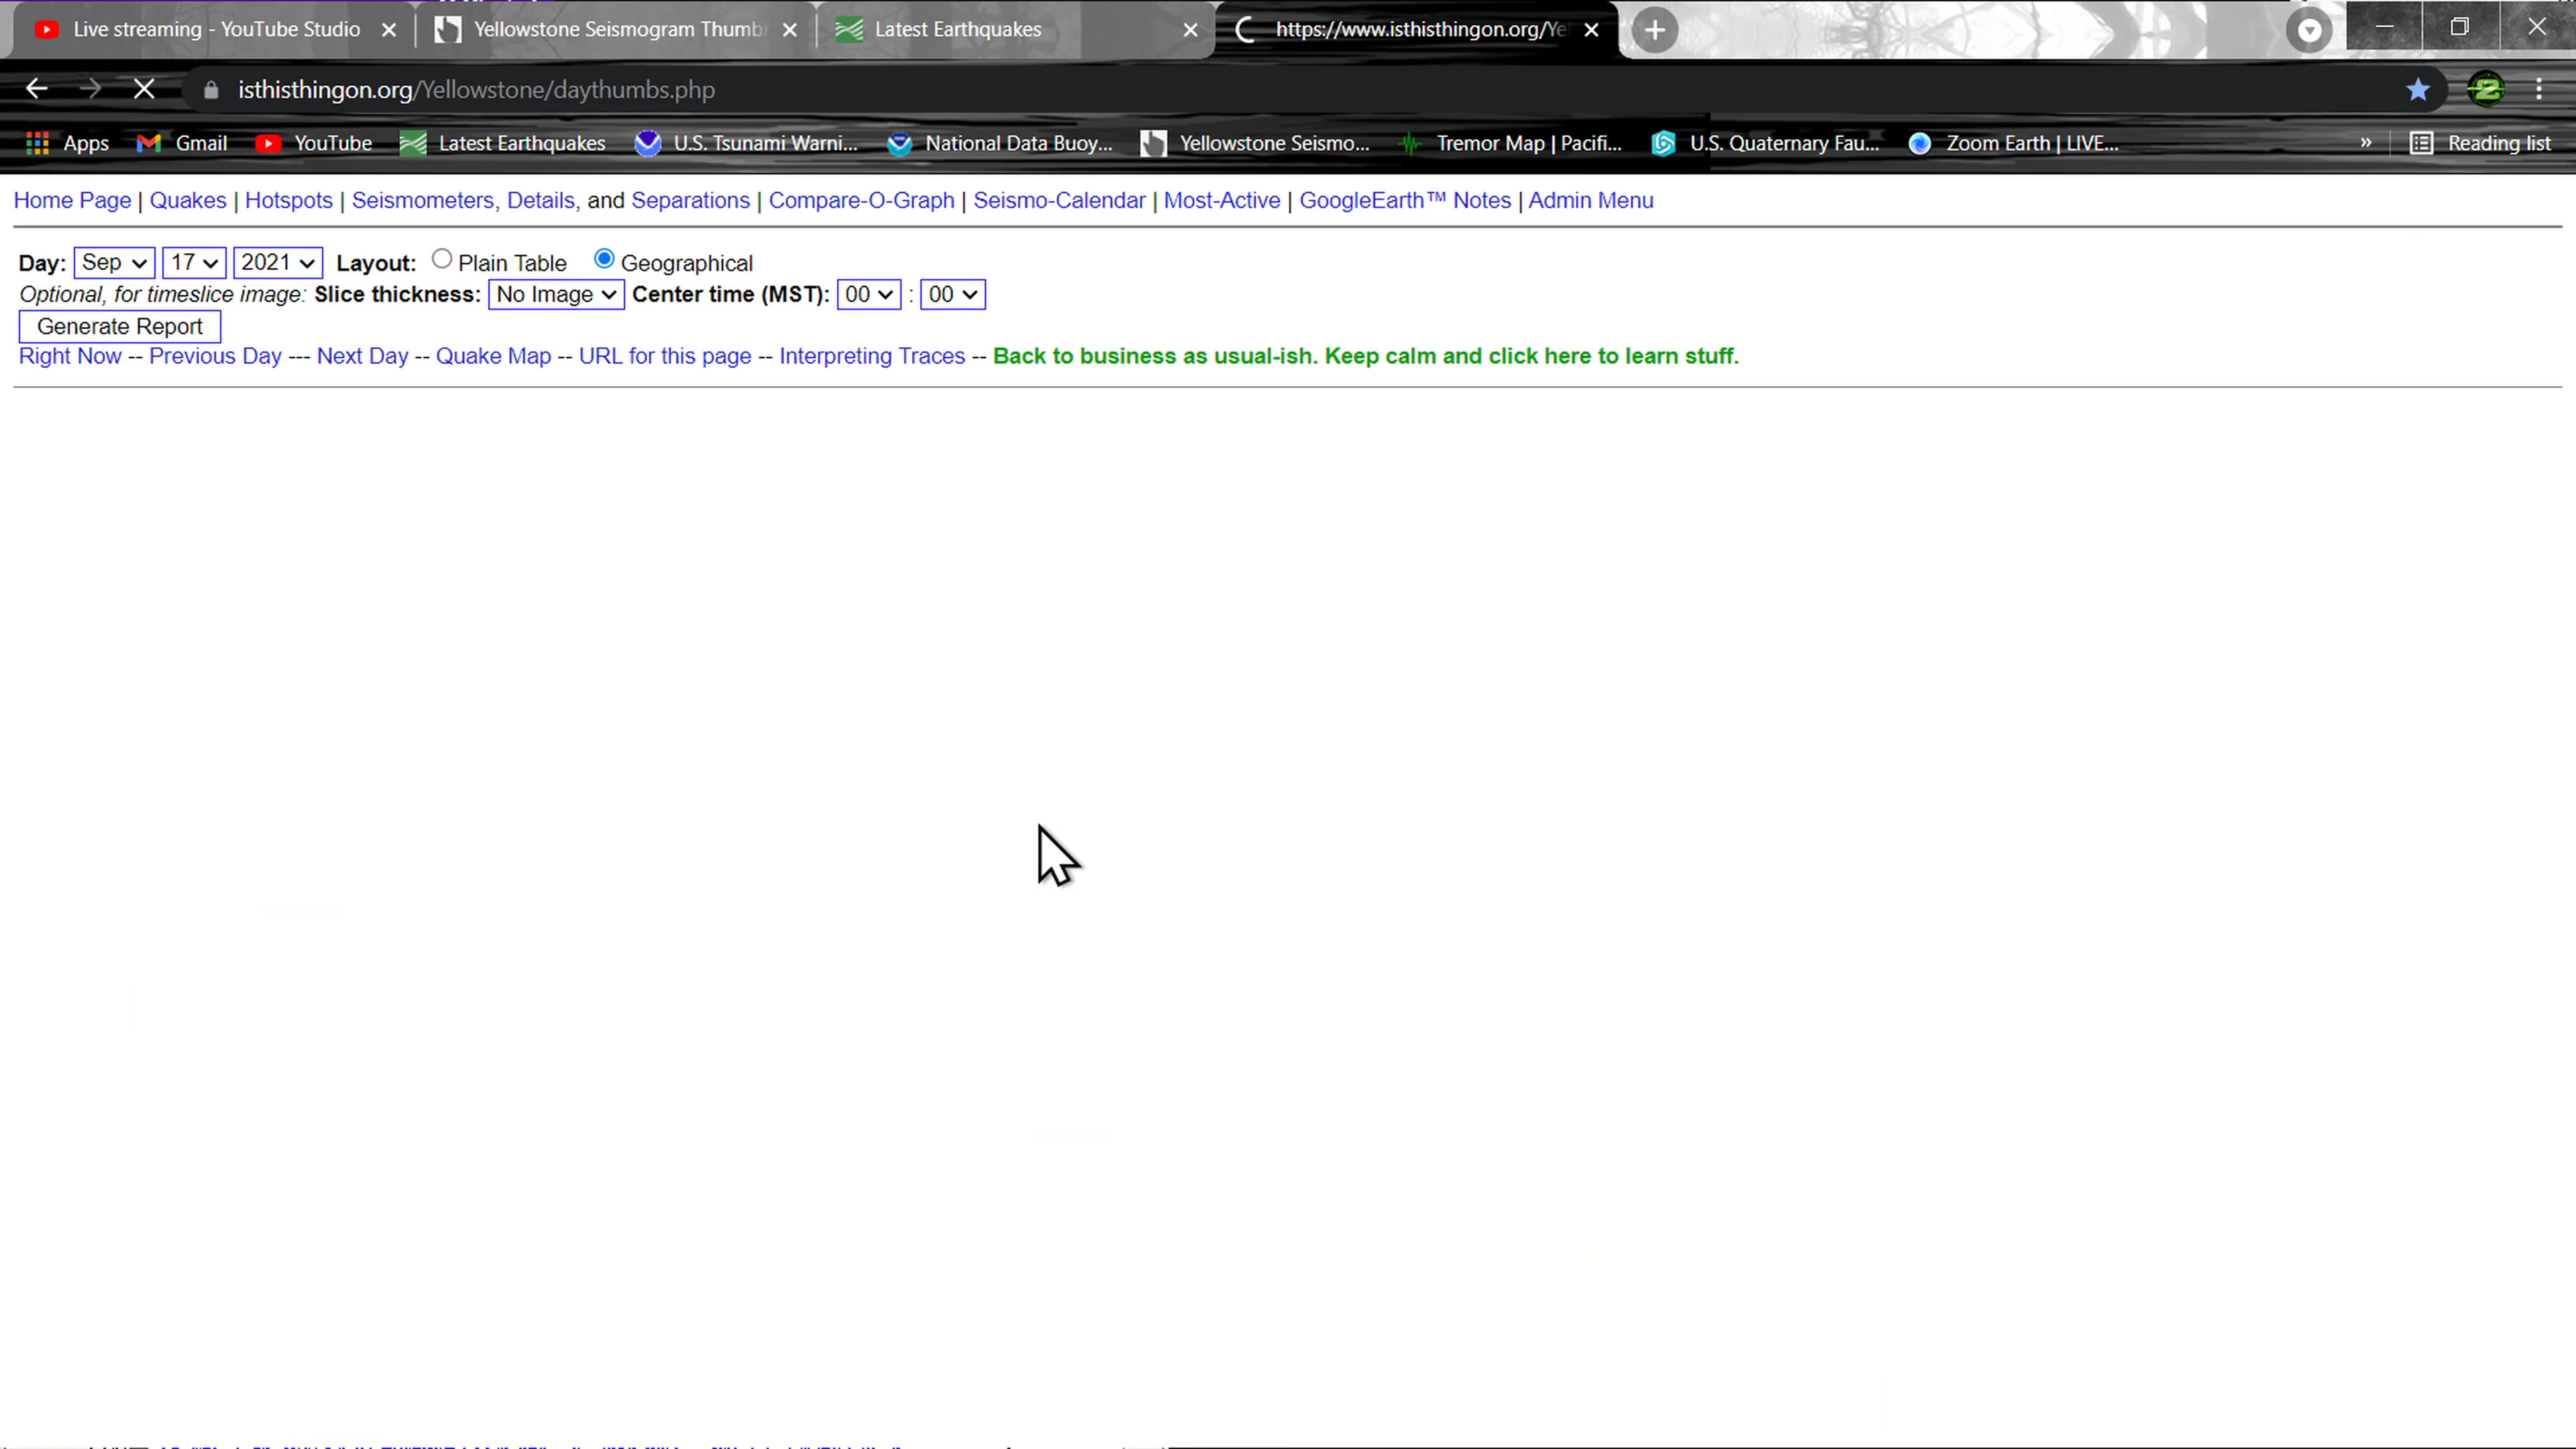 Live streaming - YouTube Studio
Yellowstone Seismogram Thumb
Latest Earthquakes
https://www.isthisthingon.org/Ye
isthisthingon.org/Yellowstone/daythumbs.php
Apps Gmail YouTube Latest Earthquakes U.S. Tsunami Warni... National Data Buoy... Yellowstone Seismo... Tremor Map | Pacifi... U.S. Quaternary Fau... Zoom Earth | LIVE... » Reading list
Home Page | Quakes | Hotspots | Seismometers, Details, and Separations | Compare-O-Graph | Seismo-Calendar | Most-Active | GoogleEarth™ Notes | Admin Menu
Day: Sep 17 2021 Layout: Plain Table Geographical
Optional, for timeslice image: Slice thickness: No Image Center time (MST): 00 : 00
Generate Report
Right Now -- Previous Day --- Next Day -- Quake Map -- URL for this page -- Interpreting Traces -- Back to business as usual-ish. Keep calm and click here to learn stuff.